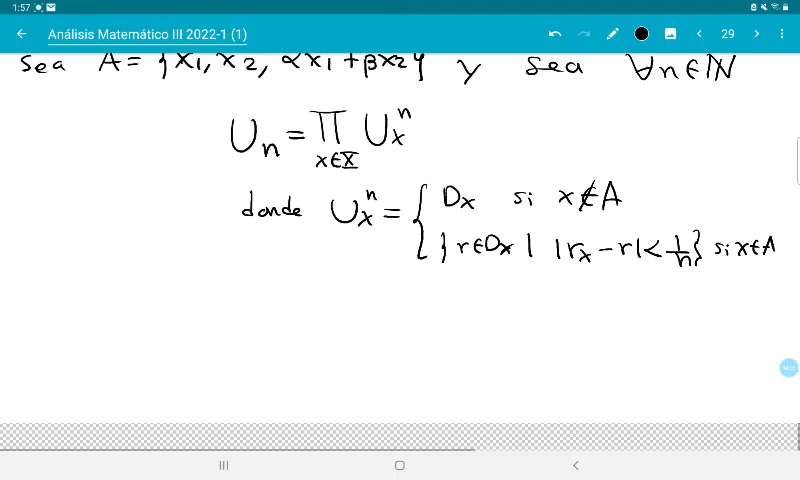 1:57
Análisis Matemático III 2022-1 (1)
29
Sea A = {x₁, x₂, αx₁ + βx₂} y sea ∀n∈ℕ
Uₙ = ∏ Uₓⁿ
x∈X
donde Uₓⁿ = { Dₓ si x∉A
{r∈Dₓ | |rₓ - r| < 1/n} si x∈A